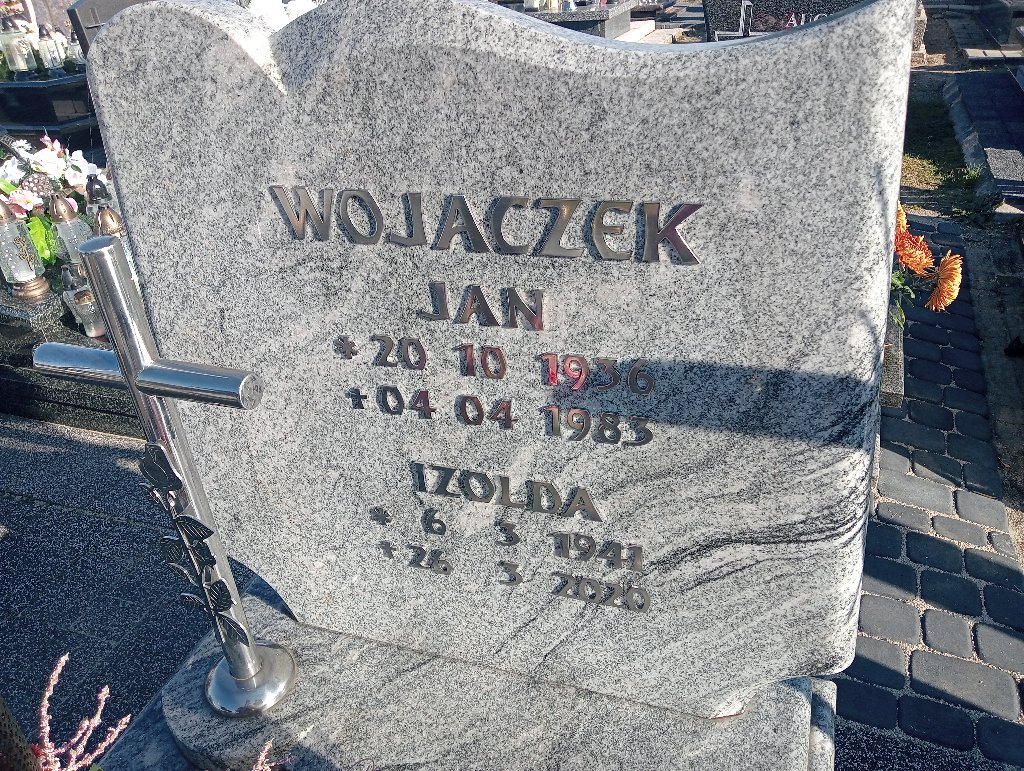 WOJACZEK
JAN
* 20 10 1936
† 04 04 1983
IZOLDA
* 6 3 1941
† 26 3 2020